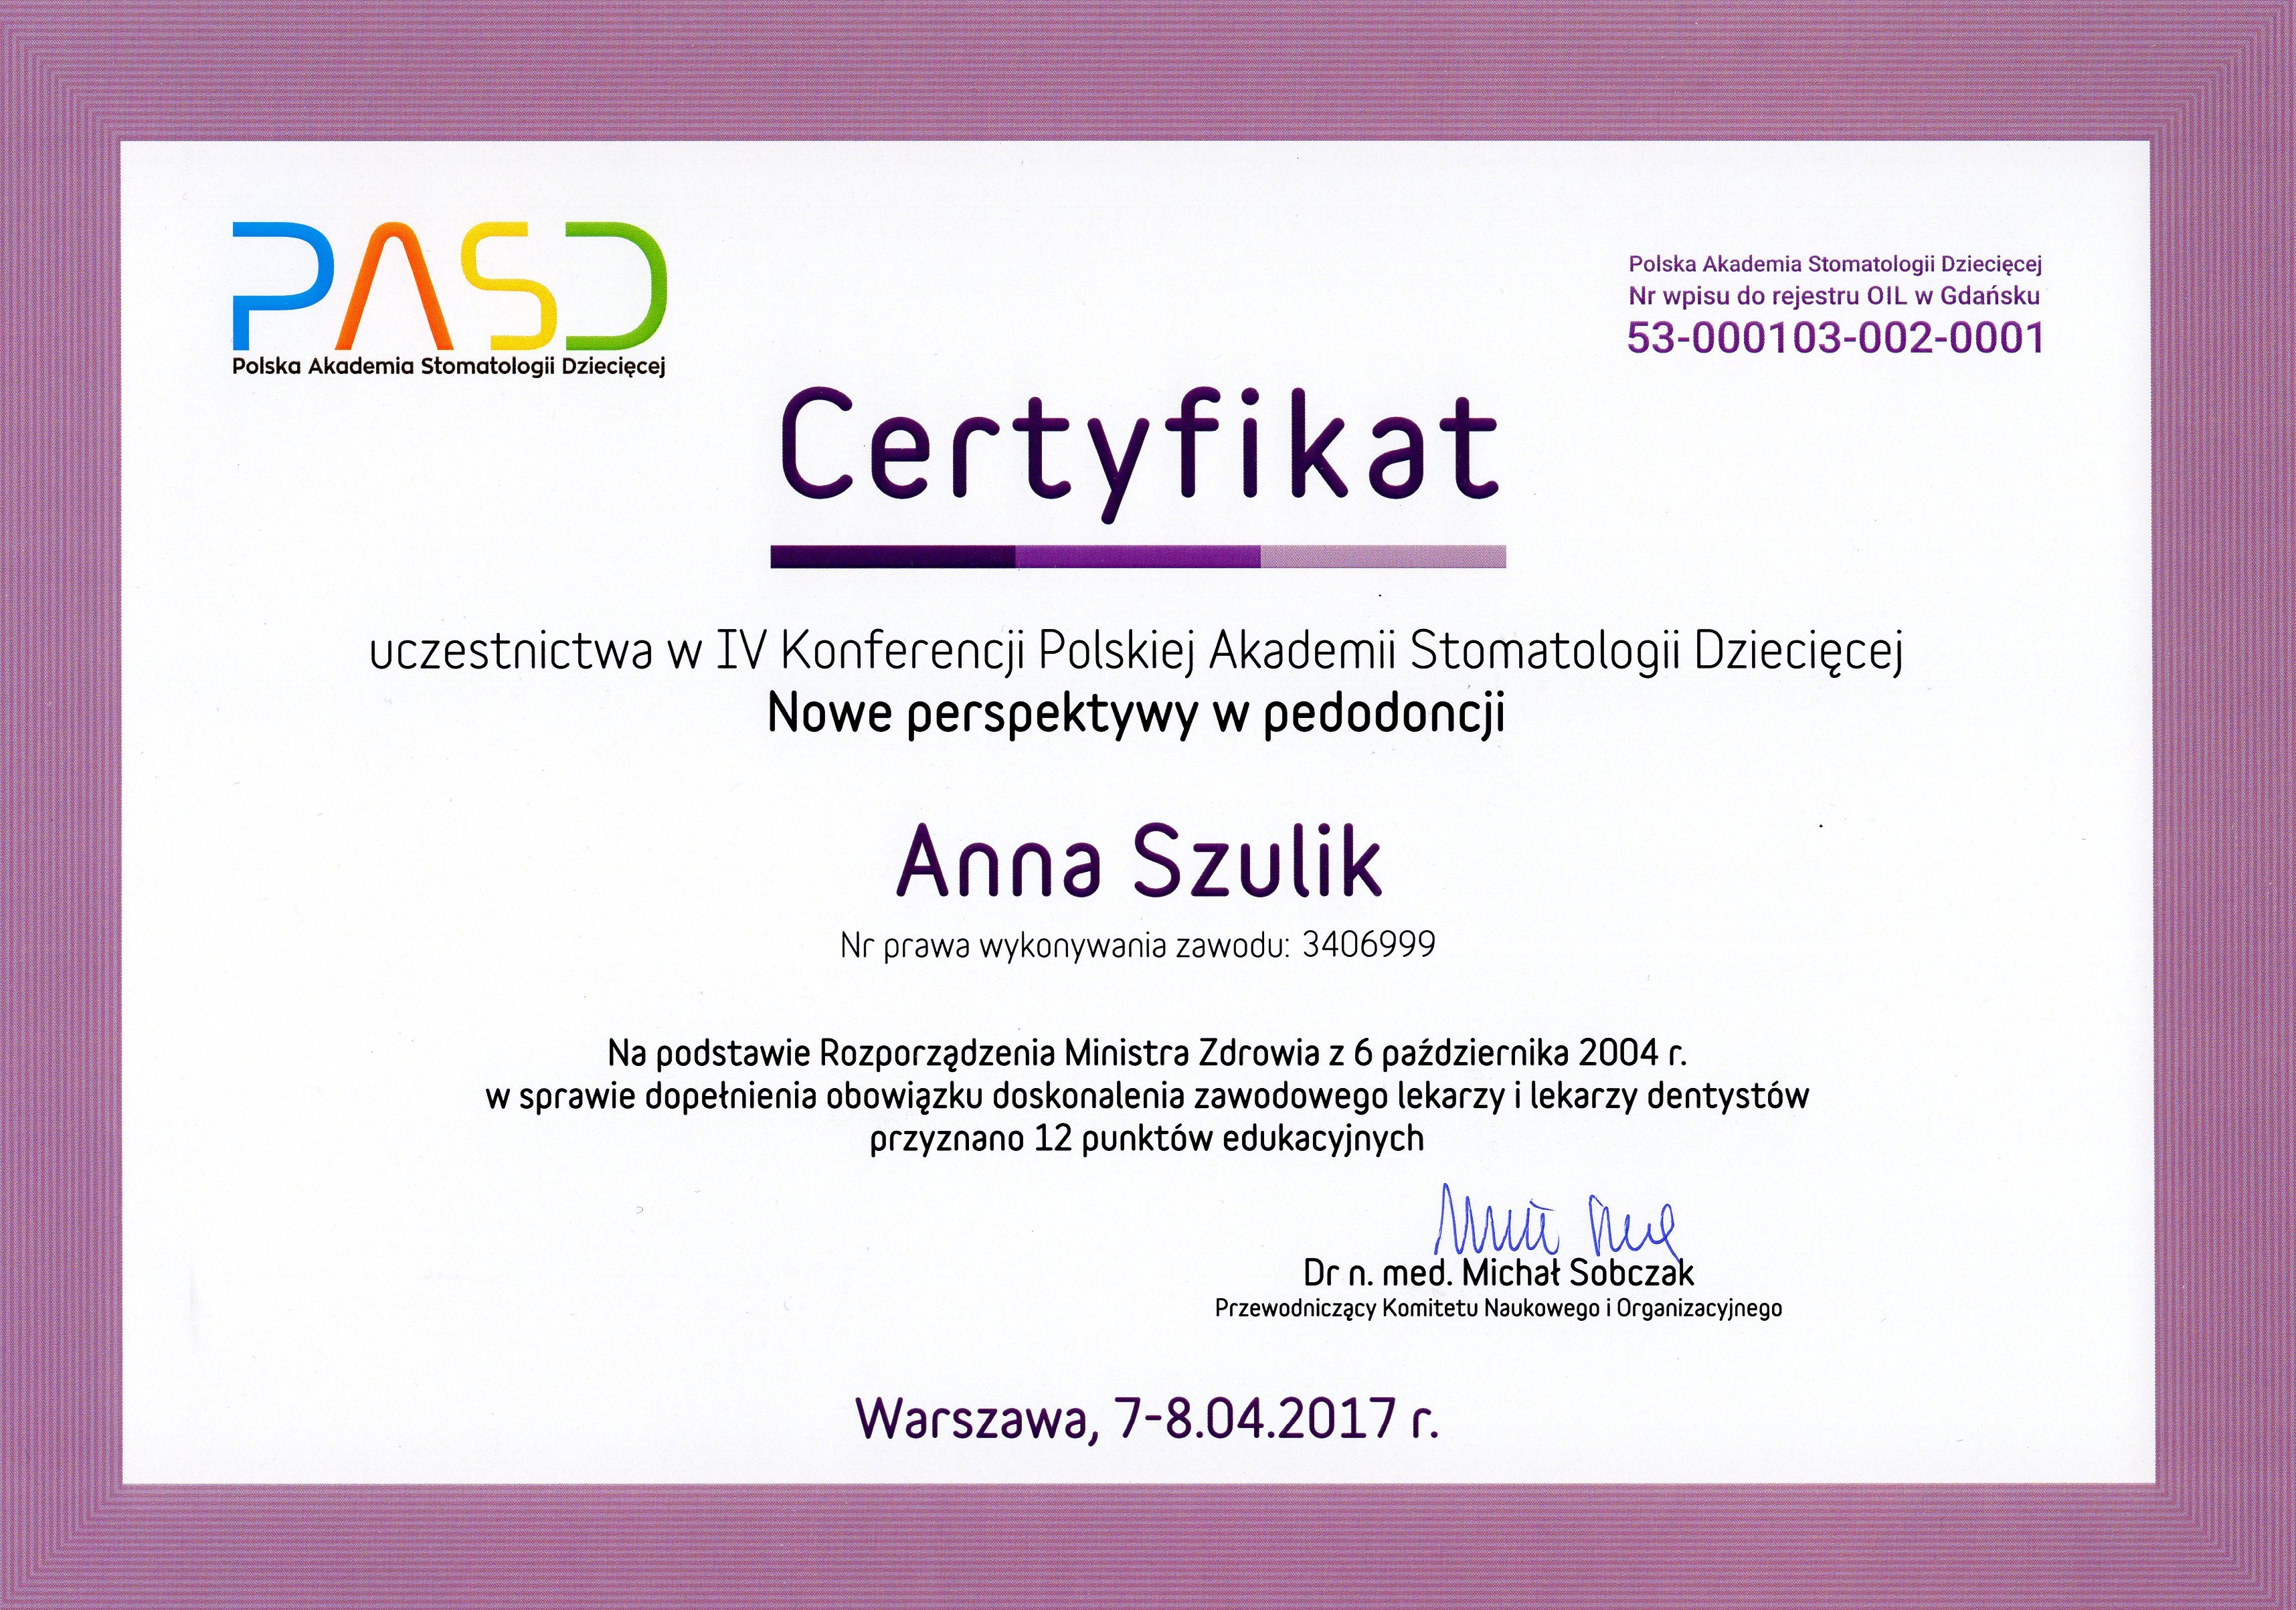 PASD
Polska Akademia Stomatologii Dziecięcej
Polska Akademia Stomatologii Dziecięcej
Nr wpisu do rejestru OIL w Gdańsku
53-000103-002-0001
Certyfikat
uczestnictwa w IV Konferencji Polskiej Akademii Stomatologii Dziecięcej
Nowe perspektywy w pedodoncji
Anna Szulik
Nr prawa wykonywania zawodu: 3406999
Na podstawie Rozporządzenia Ministra Zdrowia z 6 października 2004 r.
w sprawie dopełnienia obowiązku doskonalenia zawodowego lekarzy i lekarzy dentystów
przyznano 12 punktów edukacyjnych
Dr n. med. Michał Sobczak
Przewodniczący Komitetu Naukowego i Organizacyjnego
Warszawa, 7-8.04.2017 r.